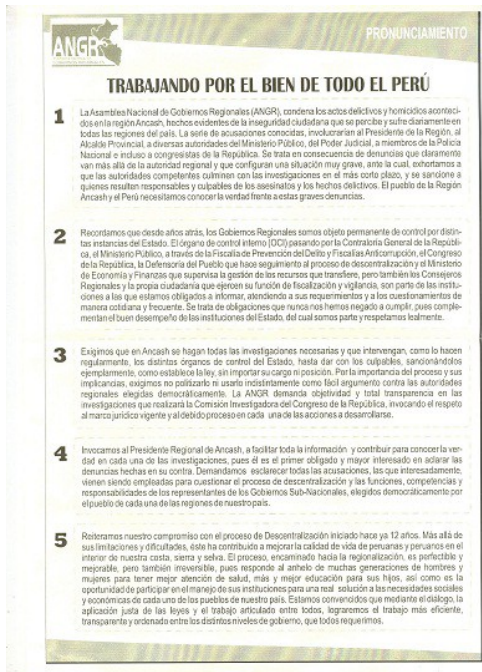 PRONUNCIAMIENTO
ANGR
TRABAJANDO POR EL BIEN DE TODO EL PERÚ
1
La Asamblea Nacional de Gobiernos Regionales (ANGR), condena los actos delictivos y homicidios aconteci-
dos en la región Ancash, hechos evidentes de la inseguridad ciudadana que se percibe y sufre diariamente en
todas las regiones del país. La serie de acusaciones conocidas, involucrarían al Presidente de la Región, al
Alcalde Provincial, a diversas autoridades del Ministerio Público, del Poder Judicial, a miembros de la Policía
Nacional e incluso a congresistas de la República. Se trata en consecuencia de denuncias que claramente
van más allá de la autoridad regional y que configuran una situación muy grave, ante la cual, exhortamos a
que las autoridades competentes culminen con las investigaciones en el más corto plazo, y se sancione a
quienes resulten responsables y culpables de los asesinatos y los hechos delictivos. El pueblo de la Región
Ancash y el Perú necesitamos conocer la verdad frente a estas graves denuncias.
2
Recordamos que desde años atrás, los Gobiernos Regionales somos objeto permanente de control por distin-
tas instancias del Estado. El órgano de control interno (OCI) pasando por la Contraloría General de la Repúbli-
ca, el Ministerio Público, a través de la Fiscalía de Prevención del Delito y Fiscalías Anticorrupción, el Congreso
de la República, la Defensoría del Pueblo que hace seguimiento al proceso de descentralización y el Ministerio
de Economía y Finanzas que supervisa la gestión de los recursos que transfiere, pero también los Consejeros
Regionales y la propia ciudadanía que ejercen su función de fiscalización y vigilancia, son parte de las institu-
ciones a las que estamos obligados a informar, atendiendo a sus requerimientos y a los cuestionamientos de
manera cotidiana y frecuente. Se trata de obligaciones que nunca nos hemos negado a cumplir, pues comple-
mentan el buen desempeño de las instituciones del Estado, del cual somos parte y respetamos lealmente.
3
Exigimos que en Ancash se hagan todas las investigaciones necesarias y que intervengan, como lo hacen
regularmente, los distintos órganos de control del Estado, hasta dar con los culpables, sancionándolos
ejemplarmente, como establece la ley, sin importar su cargo ni posición. Por la importancia del proceso y sus
implicancias, exigimos no politizarlo ni usarlo indistintamente como fácil argumento contra las autoridades
regionales elegidas democráticamente. La ANGR demanda objetividad y total transparencia en las
investigaciones que realizará la Comisión Investigadora del Congreso de la República, invocando el respeto
al marco jurídico vigente y al debido proceso en cada una de las acciones a desarrollarse.
4
Invocamos al Presidente Regional de Ancash, a facilitar toda la información y contribuir para conocer la ver-
dad en cada una de las investigaciones, pues él es el primer obligado y mayor interesado en aclarar las
denuncias hechas en su contra. Demandamos esclarecer todas las acusaciones, las que interesadamente,
vienen siendo empleadas para cuestionar el proceso de descentralización y las funciones, competencias y
responsabilidades de los representantes de los Gobiernos Sub-Nacionales, elegidos democráticamente por
el pueblo de cada una de las regiones de nuestro país.
5
Reiteramos nuestro compromiso con el proceso de Descentralización iniciado hace ya 12 años. Más allá de
sus limitaciones y dificultades, éste ha contribuido a mejorar la calidad de vida de peruanas y peruanos en el
interior de nuestra costa, sierra y selva. El proceso, encaminado hacia la regionalización, es perfectible y
mejorable, pero también irreversible, pues responde al anhelo de muchas generaciones de hombres y
mujeres para tener mejor atención de salud, más y mejor educación para sus hijos, así como es la
oportunidad de participar en el manejo de sus instituciones para una real solución a las necesidades sociales
y económicas de cada uno de los pueblos de nuestro país. Estamos convencidos que mediante el diálogo, la
aplicación justa de las leyes y el trabajo articulado entre todos, lograremos el trabajo más eficiente,
transparente y ordenado entre los distintos niveles de gobierno, que todos requerimos.